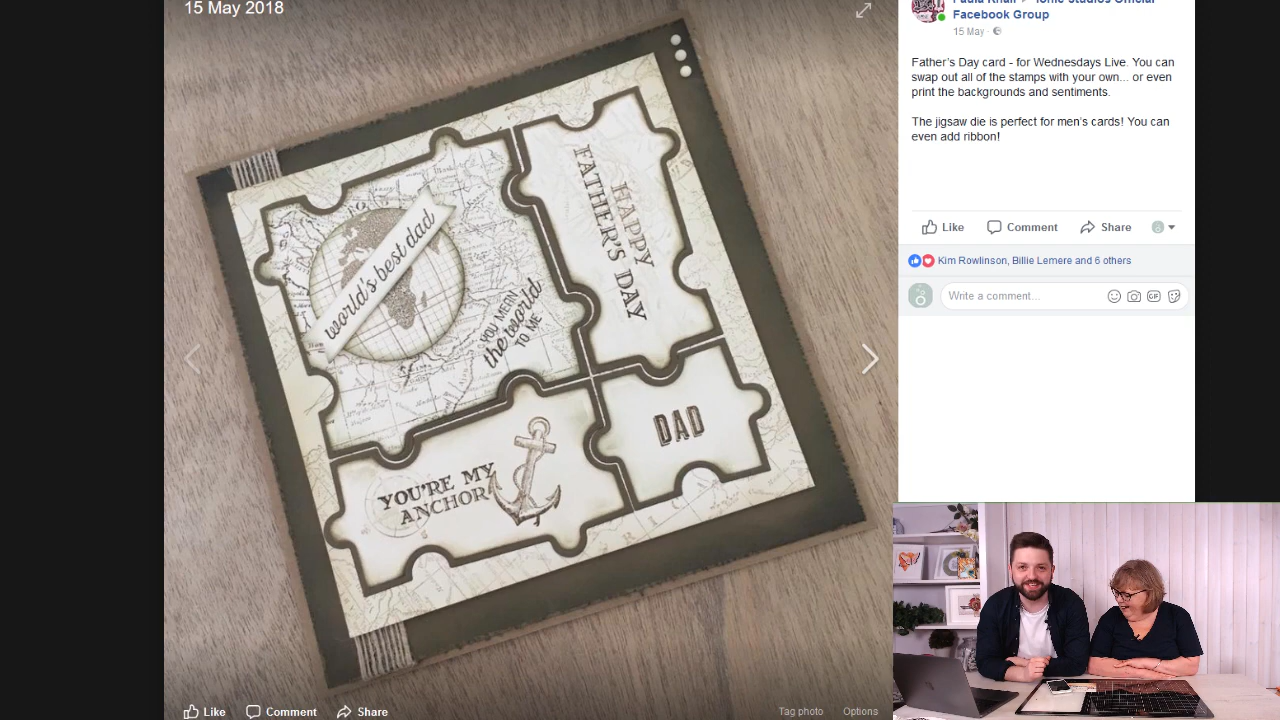 15 May 2018
world's best dad
YOU MEAN
the world
TO ME
HAPPY
FATHER'S DAY
YOU'RE MY
ANCHOR
DAD
Like
Comment
Share
Tag photo
Options
Facebook Group
15 May
Father's Day card - for Wednesdays Live. You can
swap out all of the stamps with your own... or even
print the backgrounds and sentiments.
The jigsaw die is perfect for men's cards! You can
even add ribbon!
Like
Comment
Share
Kim Rowlinson, Billie Lemere and 6 others
Write a comment...
GIF